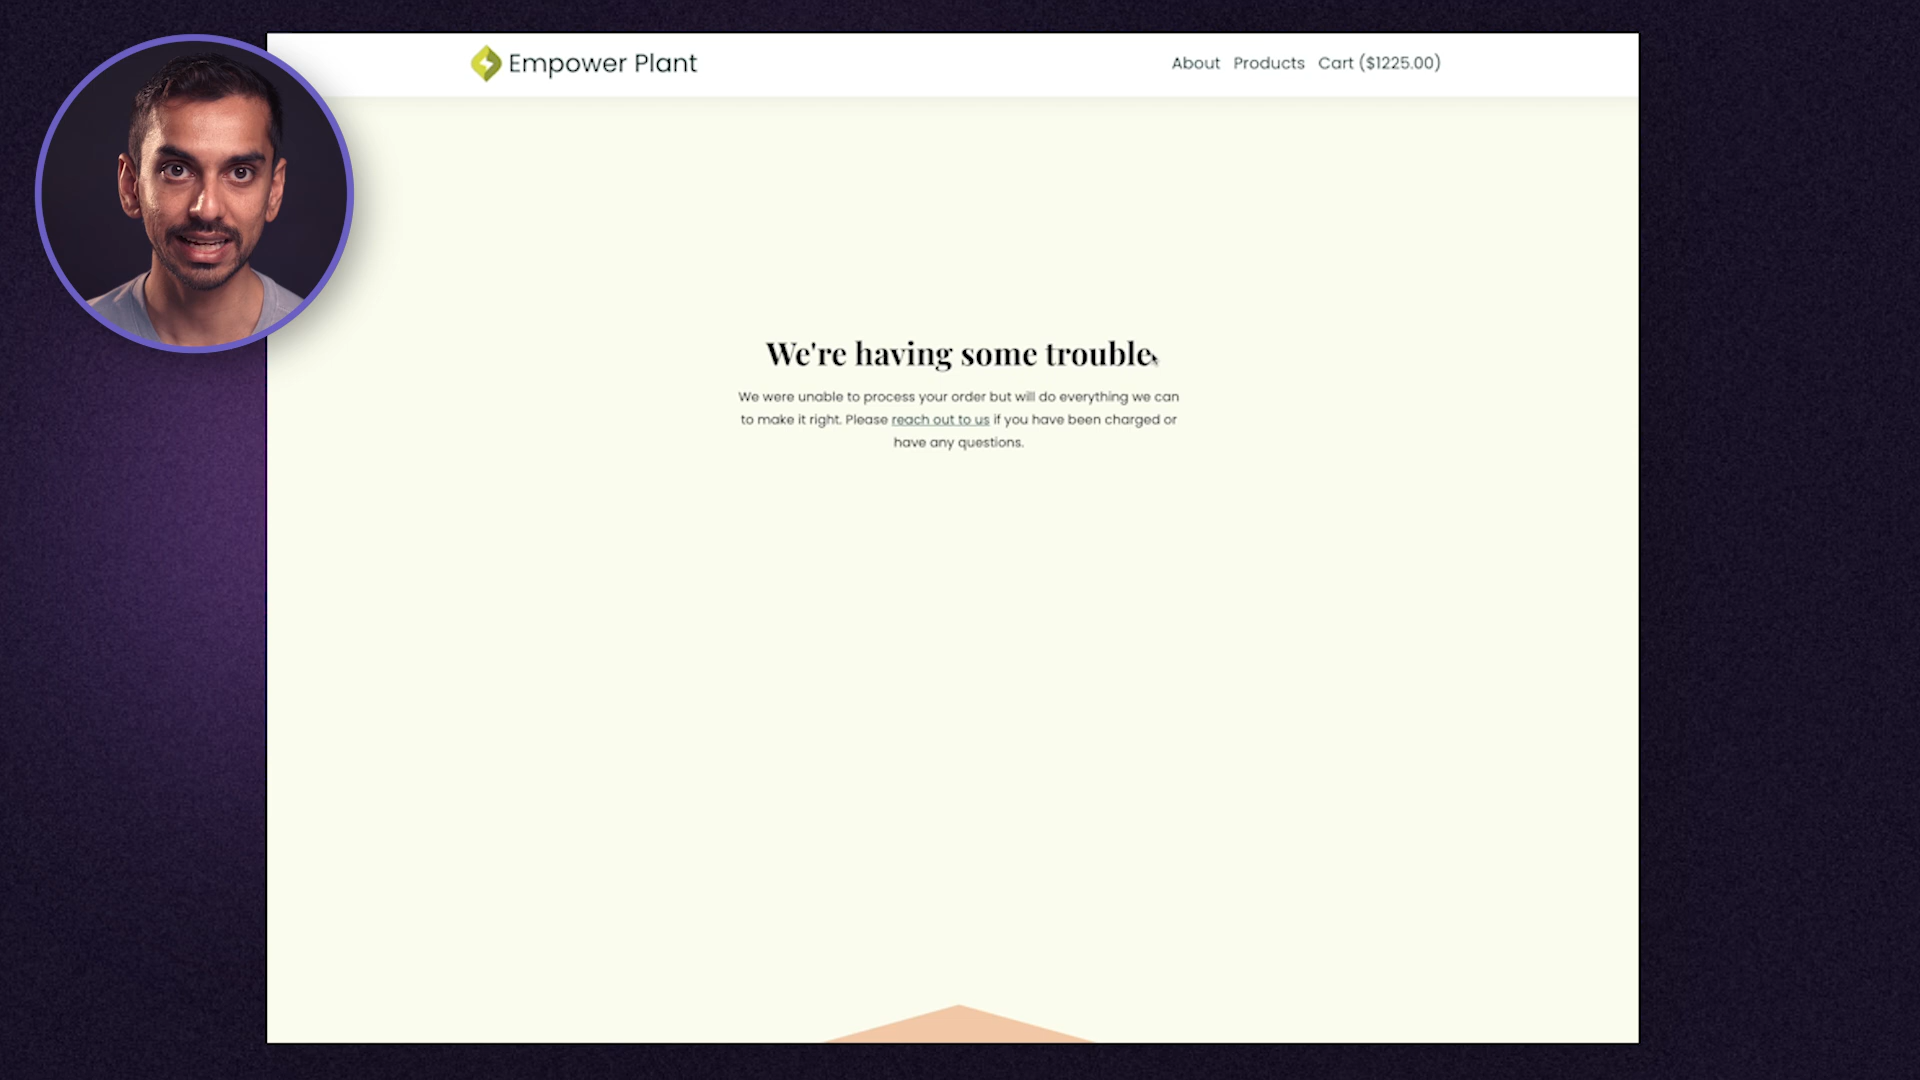 Empower Plant
About Products Cart ($1225.00)
We're having some trouble
We were unable to process your order but will do everything we can
to make it right. Please reach out to us if you have been charged or
have any questions.